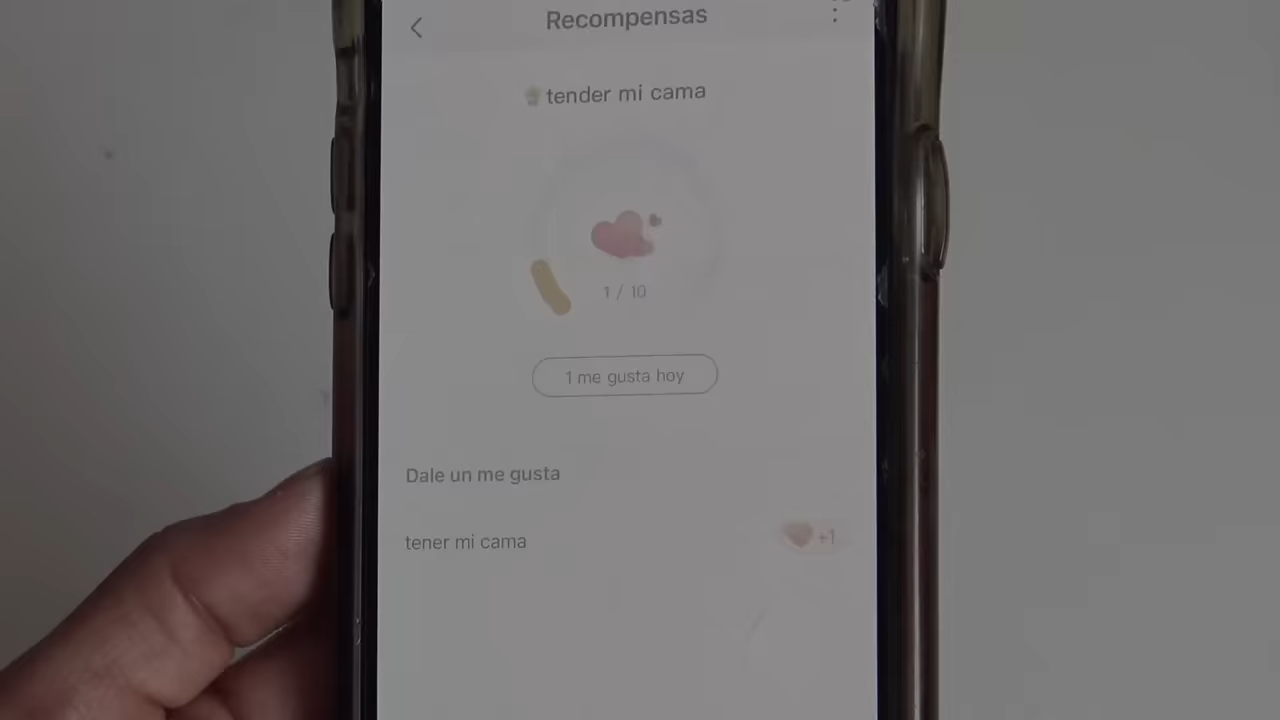 Recompensas
tender mi cama
1 / 10
1 me gusta hoy
Dale un me gusta
tener mi cama
+1